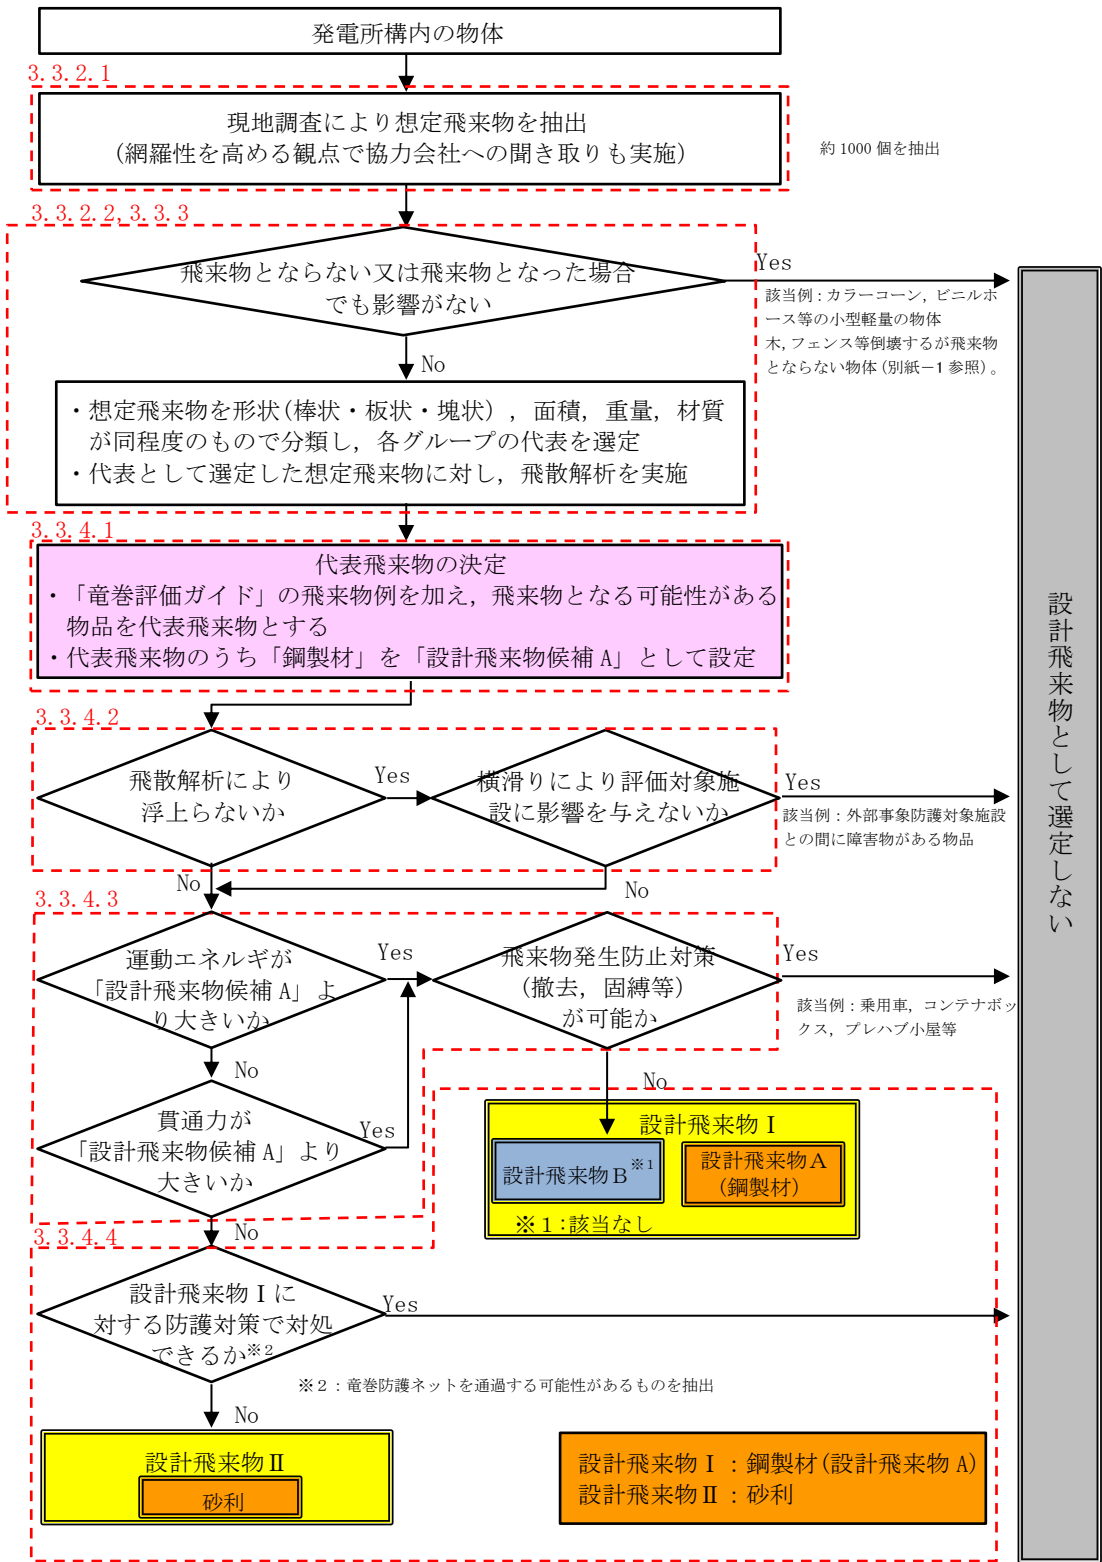 発電所構内の物体
3.3.2.1
現地調査により想定飛来物を抽出
(網羅性を高める観点で協力会社への聞き取りも実施)
約1000個を抽出
3.3.2.2,3.3.3
飛来物とならない又は飛来物となった場合
でも影響がない
Yes
該当例：カラーコーン，ビニルホ
ース等の小型軽量の物体
木,フェンス等倒壊するが飛来物
とならない物体(別紙－1参照)。
No
・想定飛来物を形状(棒状・板状・塊状)，面積，重量，材質
が同程度のもので分類し，各グループの代表を選定
・代表として選定した想定飛来物に対し，飛散解析を実施
3.3.4.1
代表飛来物の決定
・「竜巻評価ガイド」の飛来物例を加え，飛来物となる可能性がある
物品を代表飛来物とする
・代表飛来物のうち「鋼製材」を「設計飛来物候補A」として設定
設計飛来物として選定しない
3.3.4.2
飛散解析により
浮上らないか
Yes
横滑りにより評価対象施
設に影響を与えないか
Yes
該当例：外部事象防護対象施設
との間に障害物がある物品
No
No
3.3.4.3
運動エネルギが
「設計飛来物候補A」よ
り大きいか
Yes
飛来物発生防止対策
(撤去，固縛等)
が可能か
Yes
該当例：乗用車，コンテナボッ
クス，プレハブ小屋等
No
No
貫通力が
「設計飛来物候補A」より
大きいか
Yes
設計飛来物Ⅰ
設計飛来物Ｂ※1
設計飛来物Ａ
(鋼製材)
※１:該当なし
No
3.3.4.4
設計飛来物Ⅰに
対する防護対策で対処
できるか※2
Yes
※２：竜巻防護ネットを通過する可能性があるものを抽出
No
設計飛来物Ⅱ
砂利
設計飛来物Ⅰ：鋼製材(設計飛来物A)
設計飛来物Ⅱ：砂利